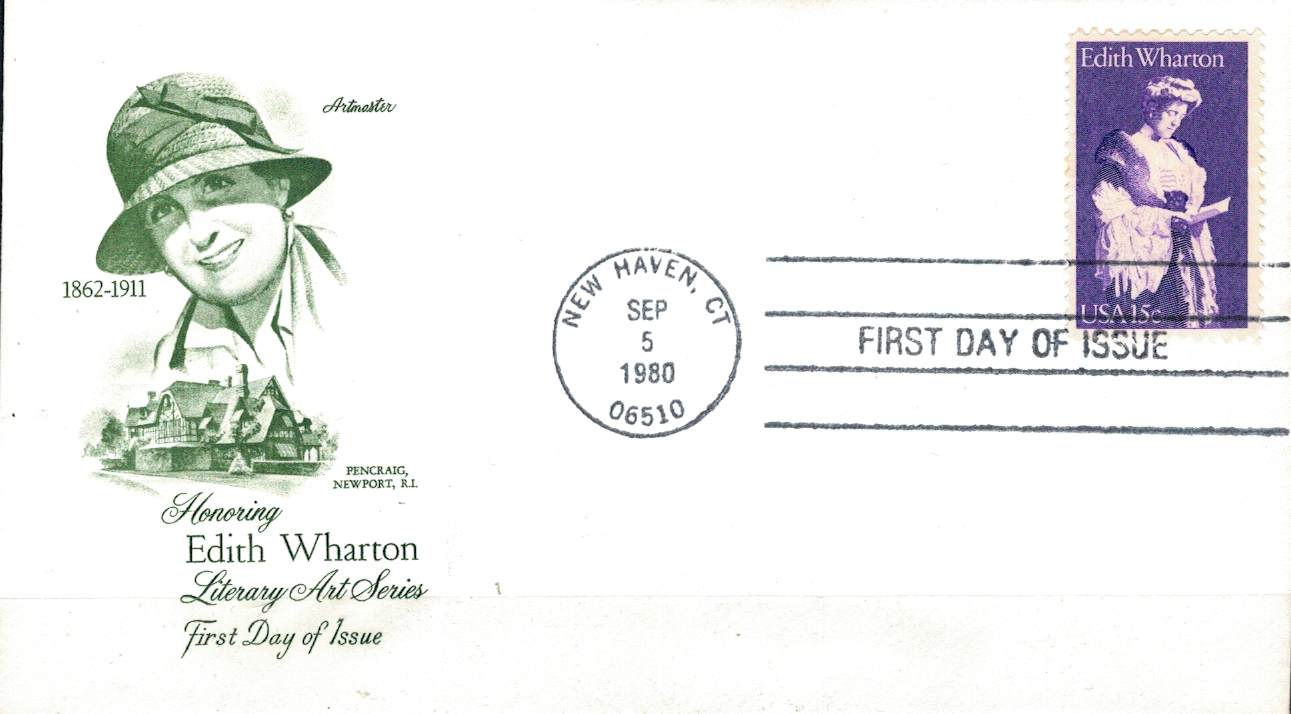 Artmaster
1862-1911
PENCRAIG,
NEWPORT, R.I.
Honoring
Edith Wharton
Literary Art Series
First Day of Issue
NEW HAVEN, CT
SEP
5
1980
06510
Edith Wharton
USA 15c
FIRST DAY OF ISSUE